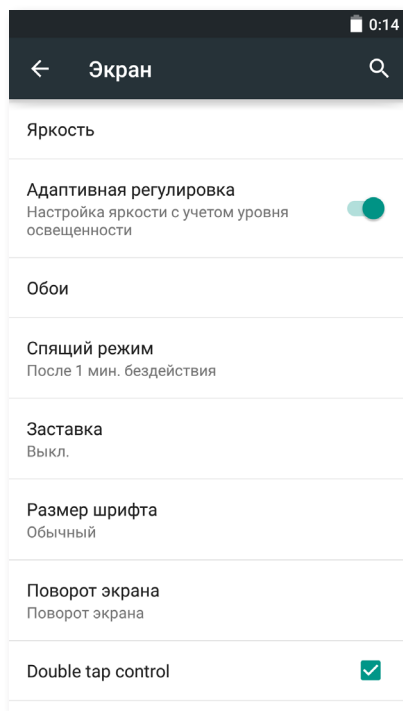 0:14
Экран
Яркость
Адаптивная регулировка
Настройка яркости с учетом уровня
освещенности
Обои
Спящий режим
После 1 мин. бездействия
Заставка
Выкл.
Размер шрифта
Обычный
Поворот экрана
Поворот экрана
Double tap control